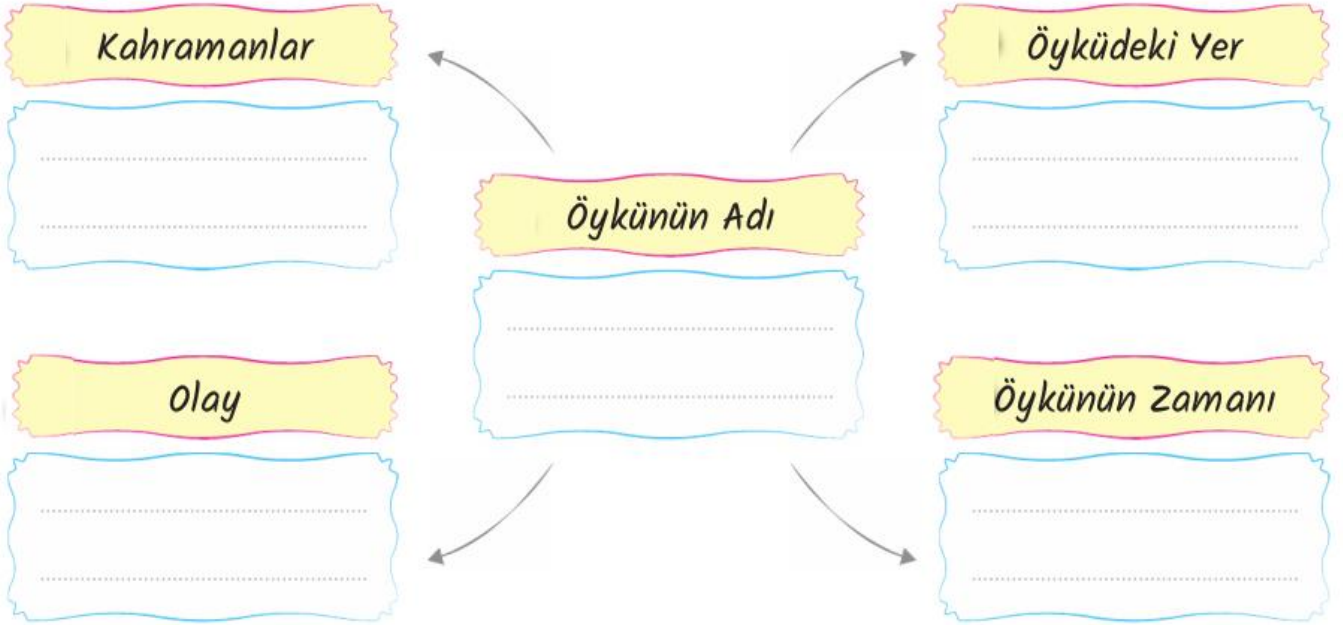 Kahramanlar
Öyküdeki Yer
Öykünün Adı
Olay
Öykünün Zamanı